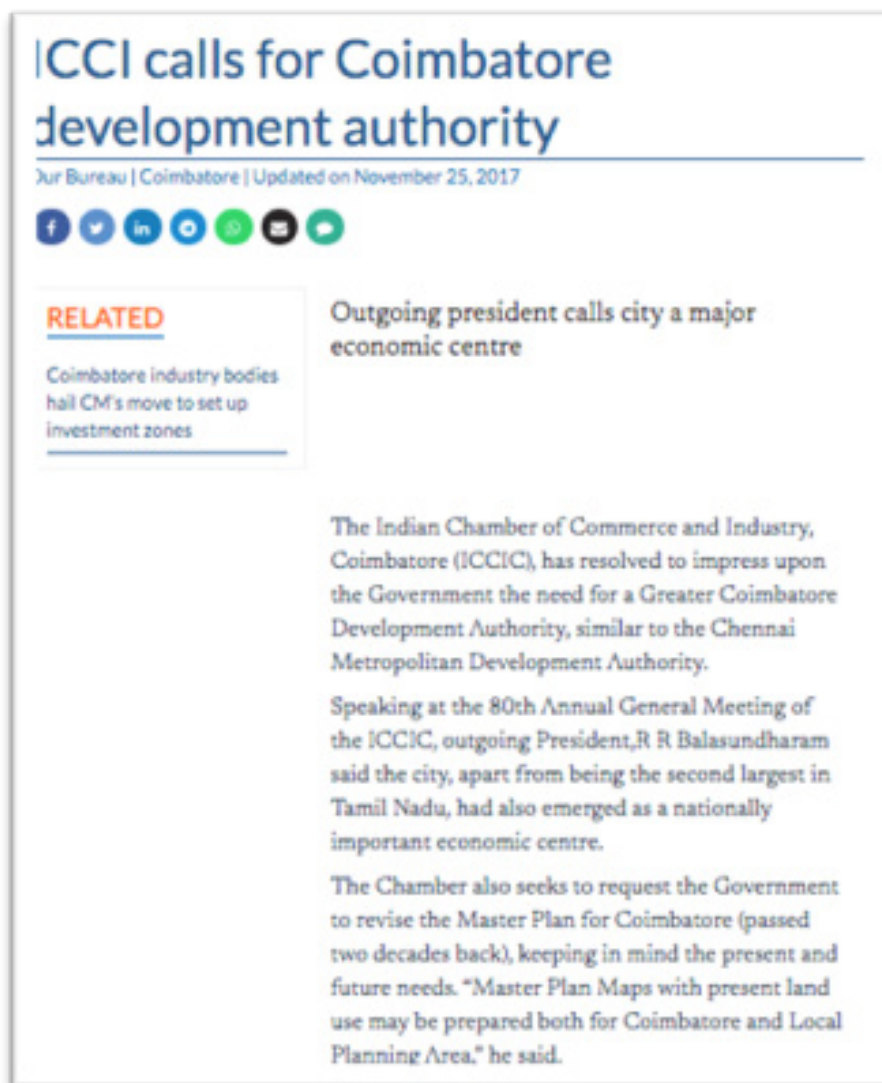 ICCI calls for Coimbatore
development authority
Our Bureau | Coimbatore | Updated on November 25, 2017
RELATED
Coimbatore industry bodies
hail CM's move to set up
investment zones
Outgoing president calls city a major
economic centre
The Indian Chamber of Commerce and Industry,
Coimbatore (ICCIC), has resolved to impress upon
the Government the need for a Greater Coimbatore
Development Authority, similar to the Chennai
Metropolitan Development Authority.
Speaking at the 80th Annual General Meeting of
the ICCIC, outgoing President,R R Balasundharam
said the city, apart from being the second largest in
Tamil Nadu, had also emerged as a nationally
important economic centre.
The Chamber also seeks to request the Government
to revise the Master Plan for Coimbatore (passed
two decades back), keeping in mind the present and
future needs. “Master Plan Maps with present land
use may be prepared both for Coimbatore and Local
Planning Area,” he said.